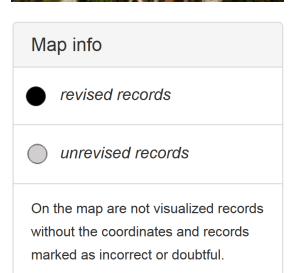 Map info
revised records
unrevised records
On the map are not visualized records
without the coordinates and records
marked as incorrect or doubtful.